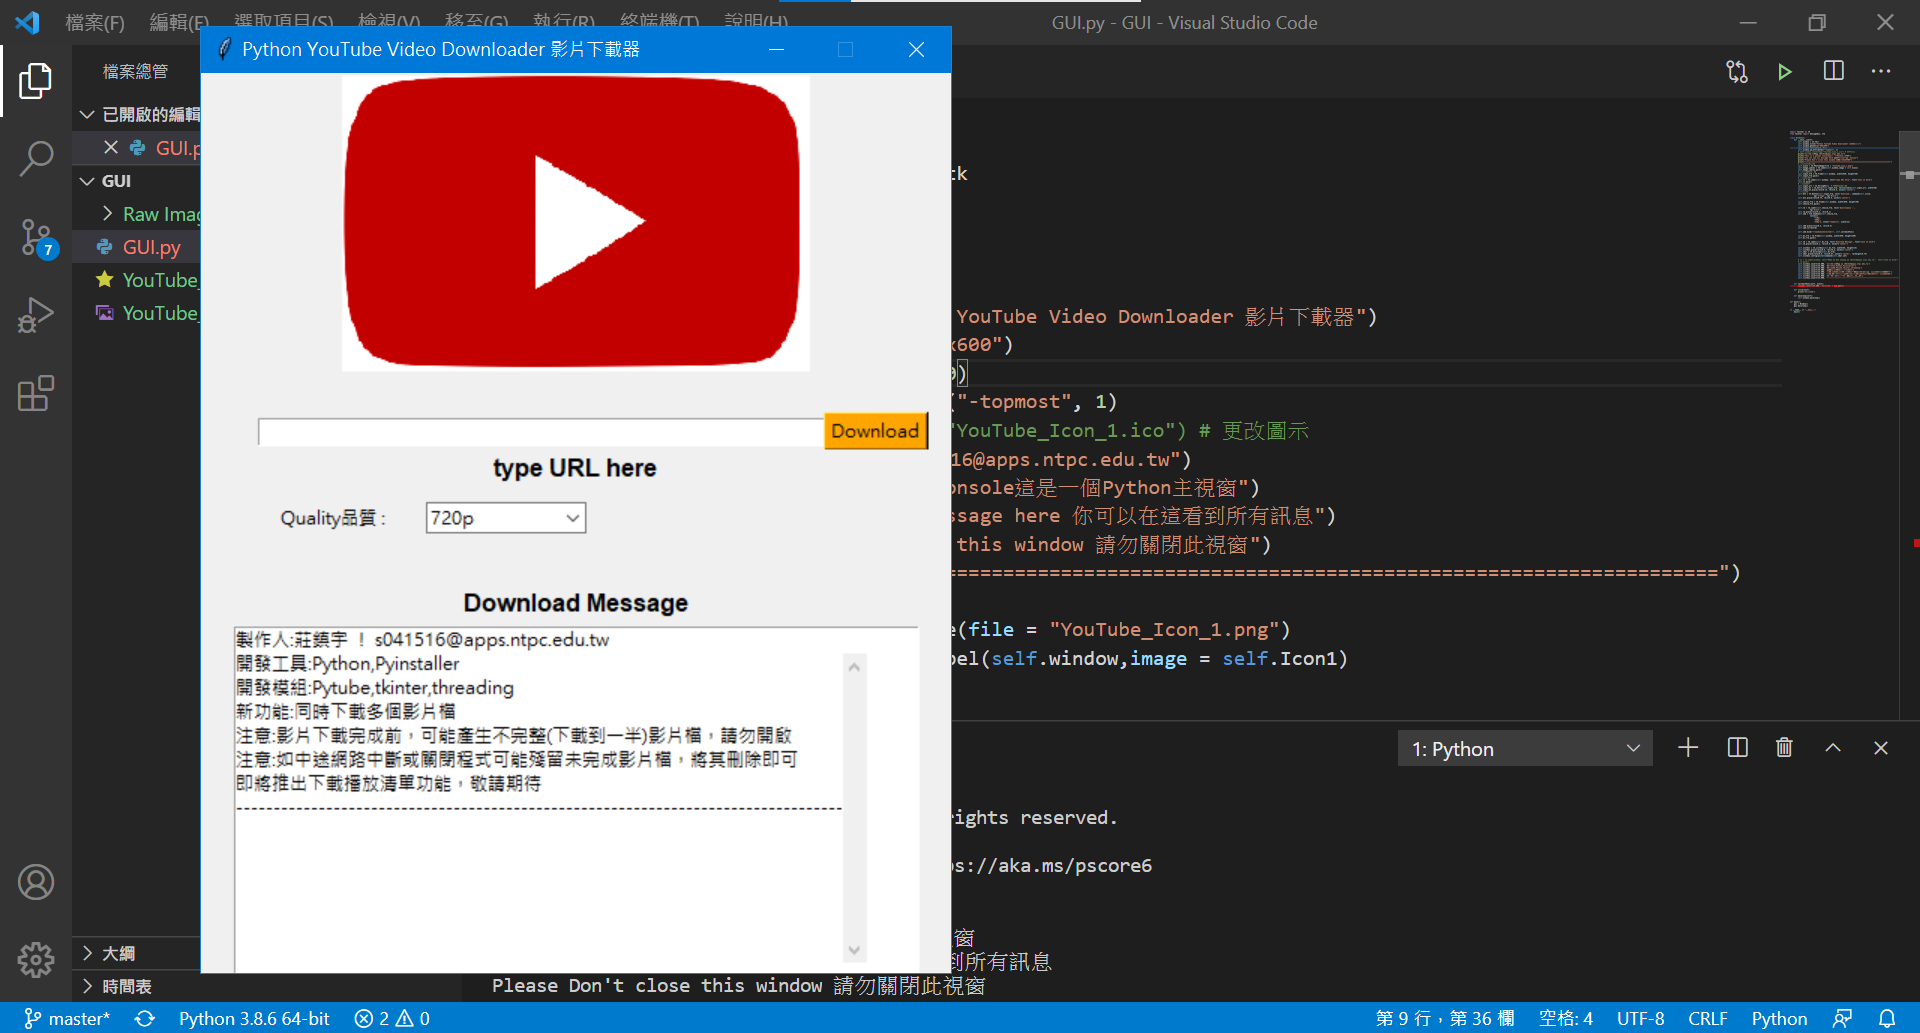 檔案(F) 編輯(E) 選取項目(S) 檢視(V) 移至(G) 執行(R) 終端機(T) 說明(H)
GUI.py - GUI - Visual Studio Code
Python YouTube Video Downloader 影片下載器
檔案總管
已開啟的編輯
GUI.p
GUI
Raw Imag
GUI.py
YouTube_
YouTube_
大綱
時間表
type URL here
Download
Quality品質 :
720p
Download Message
製作人:莊鎮宇 ! s041516@apps.ntpc.edu.tw
開發工具:Python,Pyinstaller
開發模組:Pytube,tkinter,threading
新功能:同時下載多個影片檔
注意:影片下載完成前，可能產生不完整(下載到一半)影片檔，請勿開啟
注意:如中途網路中斷或關閉程式可能殘留未完成影片檔，將其刪除即可
即將推出下載播放清單功能，敬請期待
--------------------------------------------------------------------------------
tk
YouTube Video Downloader 影片下載器")
x600")
0)
("-topmost", 1)
"YouTube_Icon_1.ico") # 更改圖示
16@apps.ntpc.edu.tw")
onsole這是一個Python主視窗")
ssage here 你可以在這看到所有訊息")
this window 請勿關閉此視窗")
==================================================================")
e(file = "YouTube_Icon_1.png")
bel(self.window,image = self.Icon1)
1: Python
rights reserved.
ps://aka.ms/pscore6
窗
到所有訊息
Please Don't close this window 請勿關閉此視窗
7
master*
Python 3.8.6 64-bit
2 0
第 9 行，第 36 欄
空格: 4
UTF-8
CRLF
Python